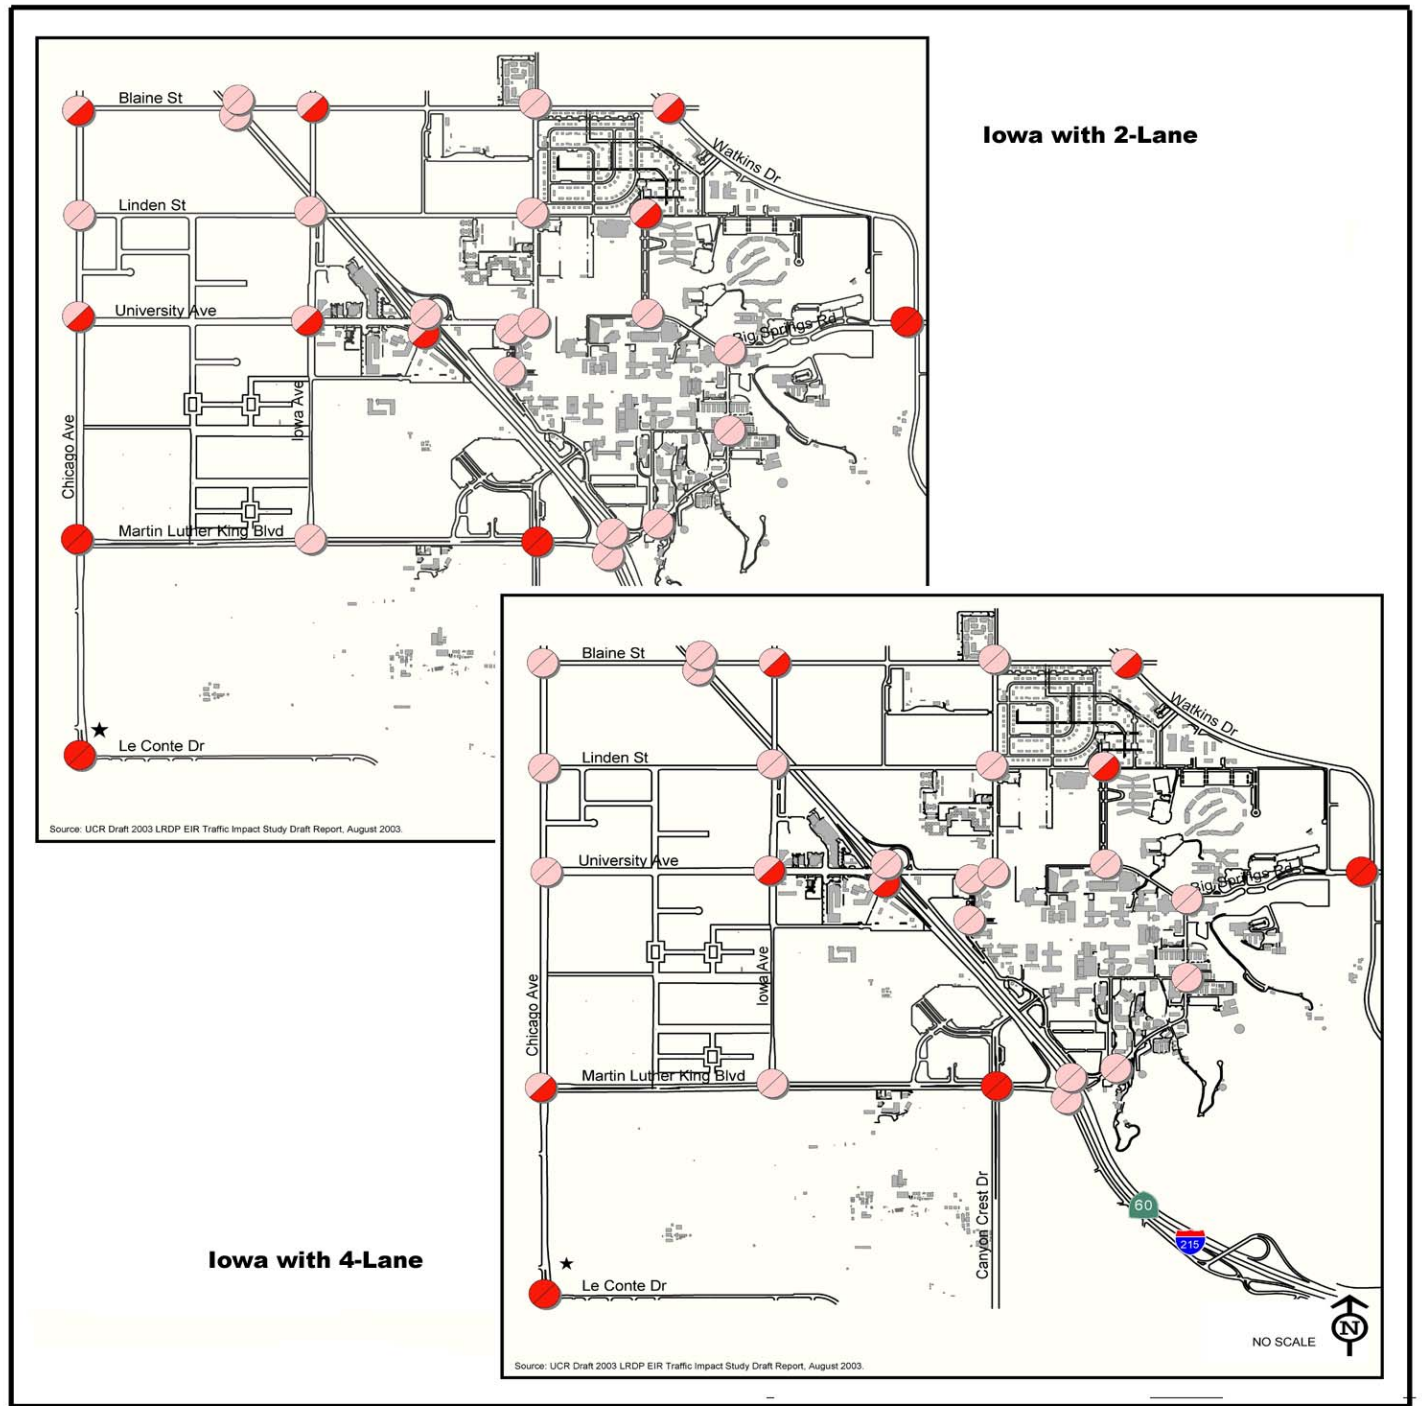 Blaine St
Iowa with 2-Lane
Watkins Dr
Linden St
University Ave
Big Springs Rd
Iowa Ave
Chicago Ave
Martin Luther King Blvd
Le Conte Dr
Source: UCR Draft 2003 LRDP EIR Traffic Impact Study Draft Report, August 2003.
Blaine St
Watkins Dr
Linden St
University Ave
Big Springs Rd
Iowa Ave
Chicago Ave
Martin Luther King Blvd
Canyon Crest Dr
60
215
Iowa with 4-Lane
Le Conte Dr
N
NO SCALE
Source: UCR Draft 2003 LRDP EIR Traffic Impact Study Draft Report, August 2003.